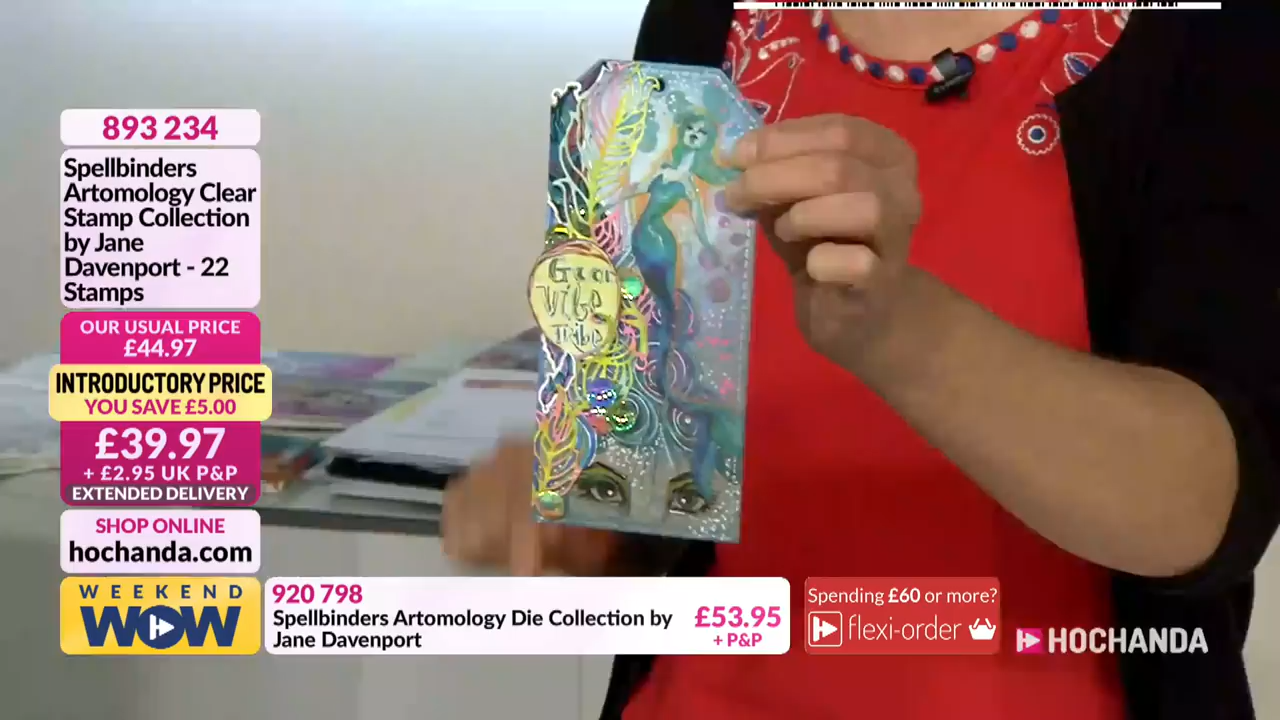 893 234
Spellbinders
Artomology Clear
Stamp Collection
by Jane
Davenport - 22
Stamps
OUR USUAL PRICE
£44.97
INTRODUCTORY PRICE
YOU SAVE £5.00
£39.97
+ £2.95 UK P&P
EXTENDED DELIVERY
SHOP ONLINE
hochanda.com
WEEKEND
WOW
920 798
Spellbinders Artomology Die Collection by
Jane Davenport
£53.95
+ P&P
Spending £60 or more?
flexi-order
HOCHANDA
Vibe
Tribe